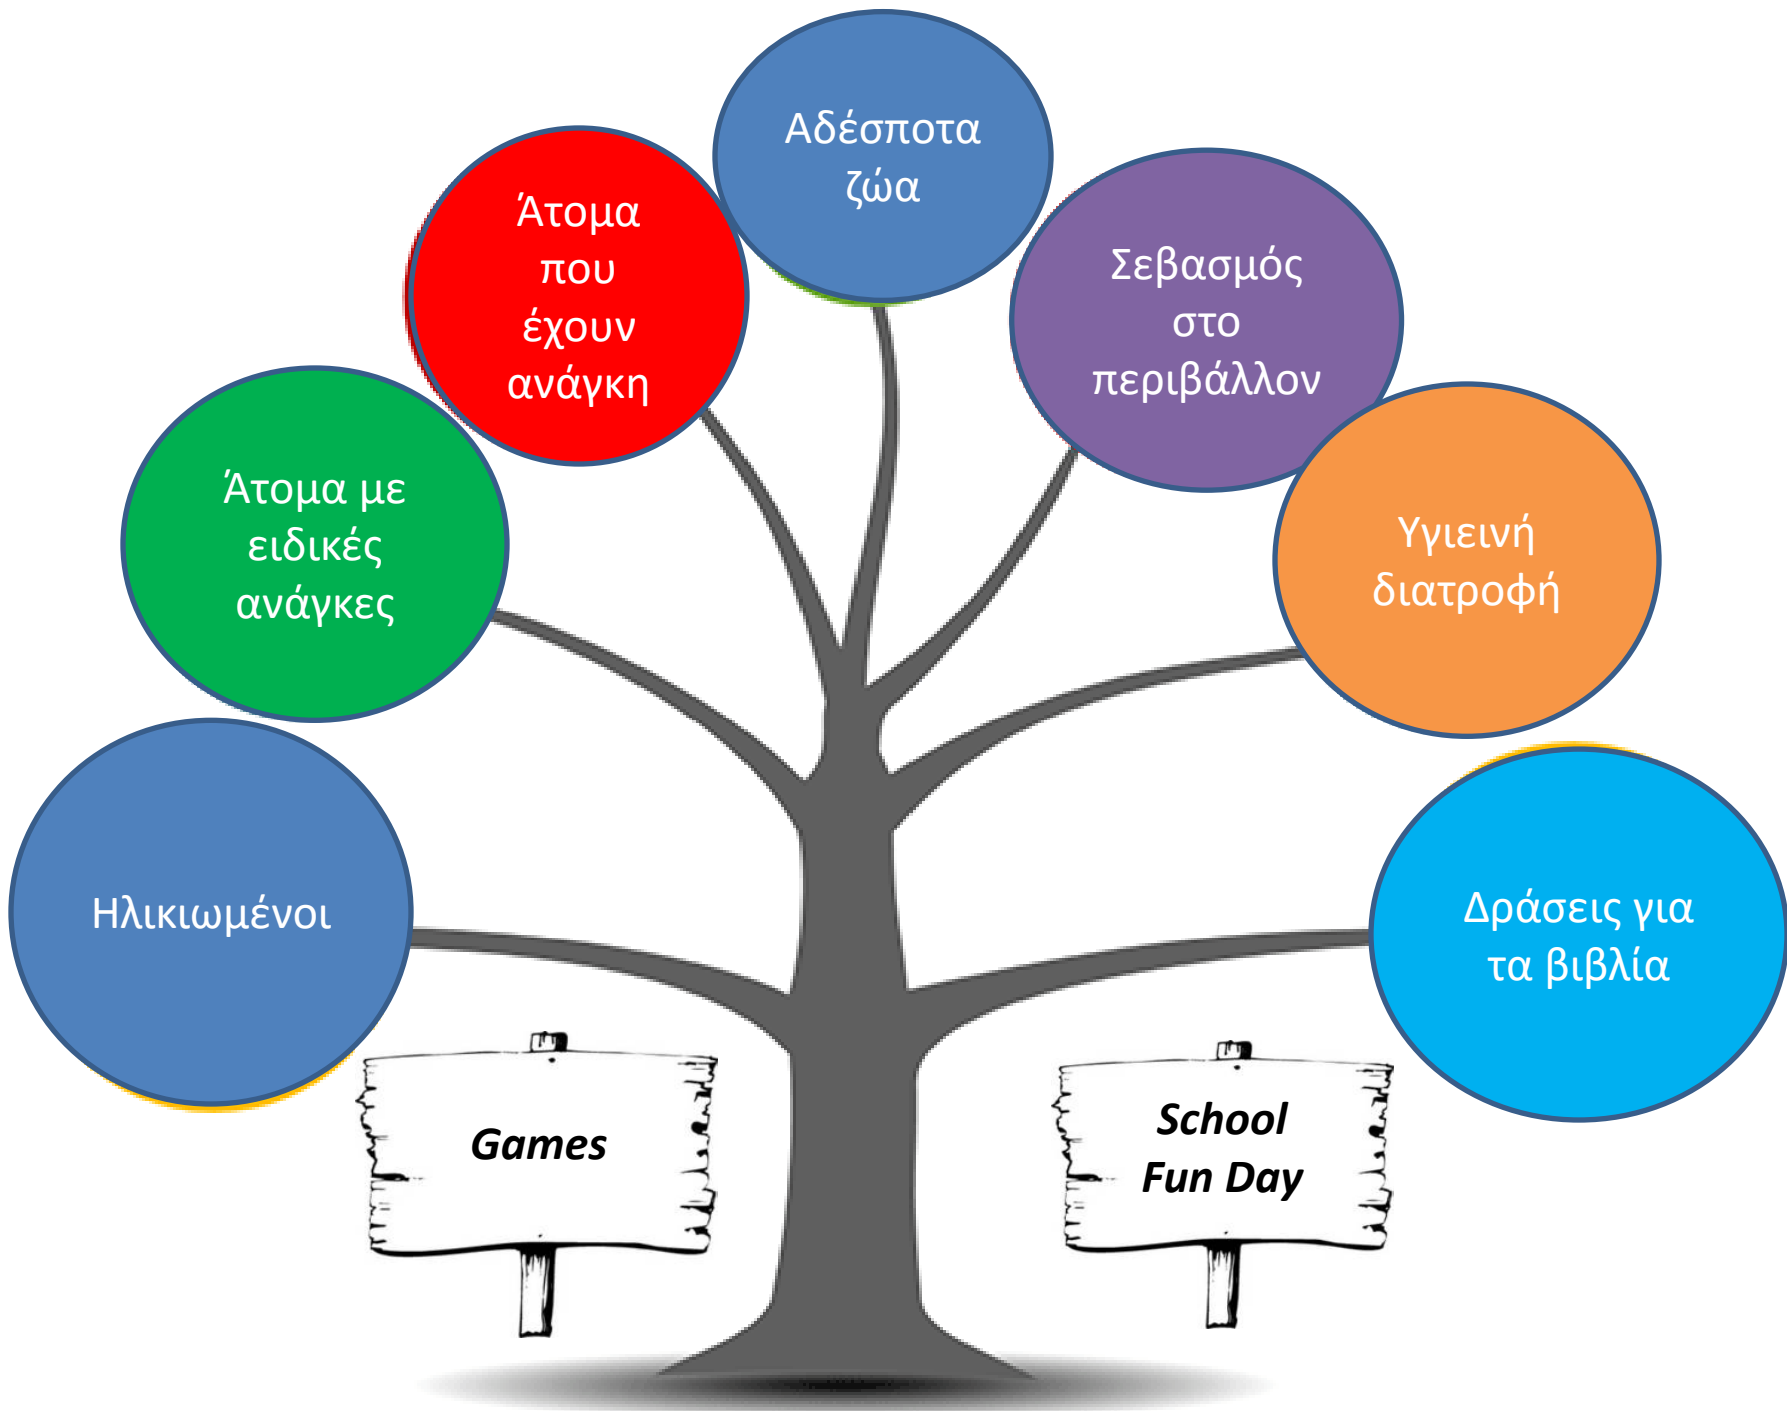 Αδέσποτα
ζώα
Άτομα
που
έχουν
ανάγκη
Σεβασμός
στο
περιβάλλον
Άτομα με
ειδικές
ανάγκες
Υγιεινή
διατροφή
Ηλικιωμένοι
Δράσεις για
τα βιβλία
Games
School
Fun Day